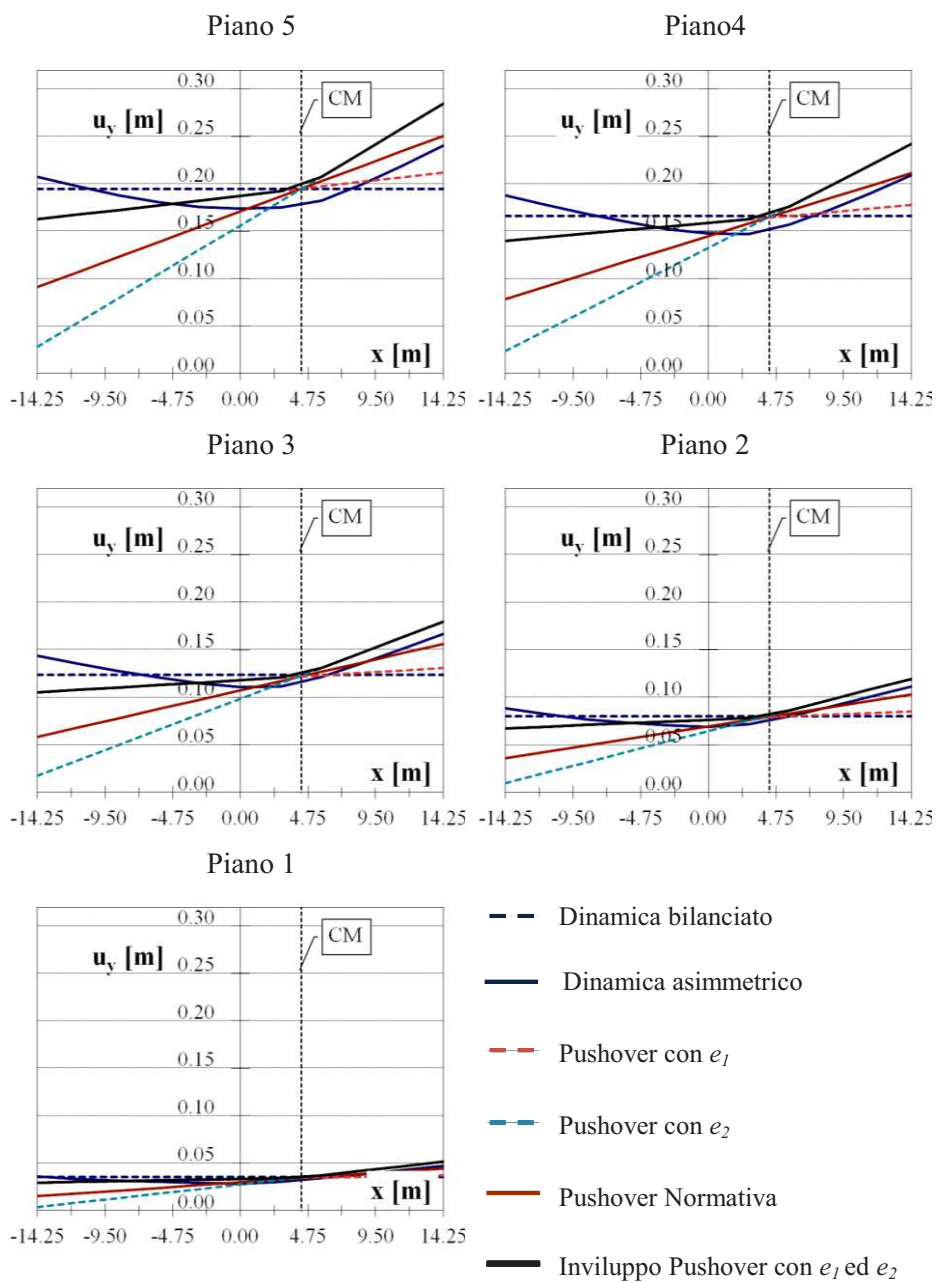 Piano 5
Piano4
0.30
CM
u_y [m]
0.25
0.20
0.15
0.10
0.05
0.00
x [m]
-14.25 -9.50 -4.75 0.00 4.75 9.50 14.25
0.30
CM
u_y [m]
0.25
0.20
0.15
0.10
0.05
0.00
x [m]
-14.25 -9.50 -4.75 0.00 4.75 9.50 14.25
Piano 3
Piano 2
0.30
CM
u_y [m]
0.25
0.20
0.15
0.10
0.05
0.00
x [m]
-14.25 -9.50 -4.75 0.00 4.75 9.50 14.25
0.30
CM
u_y [m]
0.25
0.20
0.15
0.10
0.05
0.00
x [m]
-14.25 -9.50 -4.75 0.00 4.75 9.50 14.25
Piano 1
0.30
CM
u_y [m]
0.25
0.20
0.15
0.10
0.05
0.00
x [m]
-14.25 -9.50 -4.75 0.00 4.75 9.50 14.25
Dinamica bilanciato
Dinamica asimmetrico
Pushover con e_1
Pushover con e_2
Pushover Normativa
Inviluppo Pushover con e_1 ed e_2